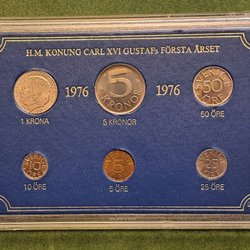 H.M. KONUNG CARL XVI GUSTAFs FÖRSTA ÅRSET
1976 5 KRONOR 1976
50 ÖRE
1 KRONA
5 KRONOR
50 ÖRE
10 5 25
10 ÖRE
5 ÖRE
25 ÖRE